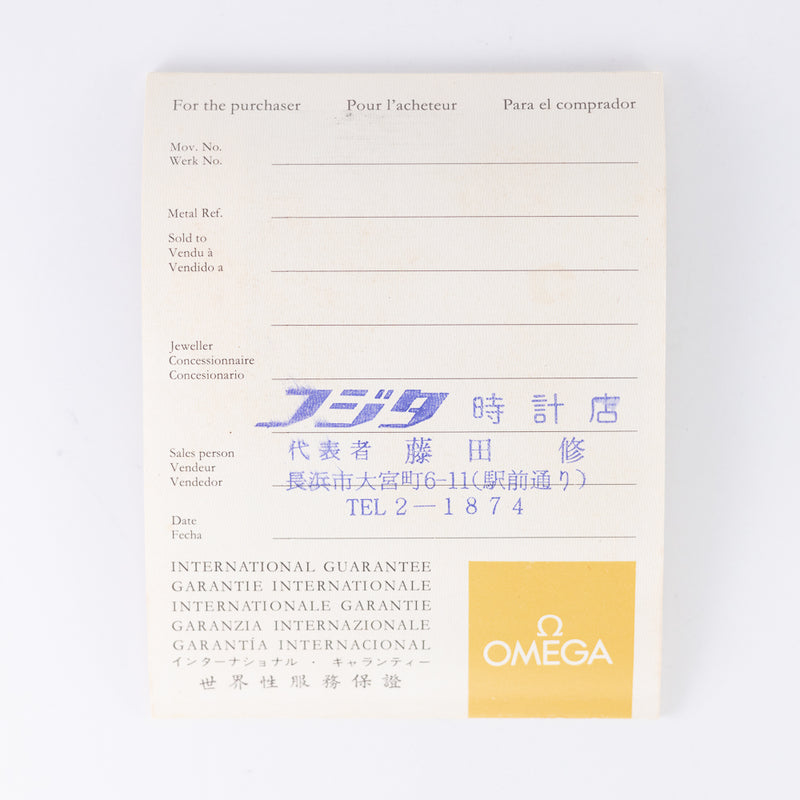 For the purchaser Pour l'acheteur Para el comprador
Mov. No.
Werk No.
Metal Ref.
Sold to
Vendu à
Vendido a
Jeweller
Concessionnaire
Concesionario
フジタ 時計店
Sales person
Vendeur
Vendedor
代表者 藤田 修
長浜市大宮町6-11(駅前通り)
TEL 2-1874
Date
Fecha
INTERNATIONAL GUARANTEE
GARANTIE INTERNATIONALE
INTERNATIONALE GARANTIE
GARANZIA INTERNAZIONALE
GARANTÍA INTERNACIONAL
インターナショナル・キャランティー
世界性服務保證
Ω
OMEGA